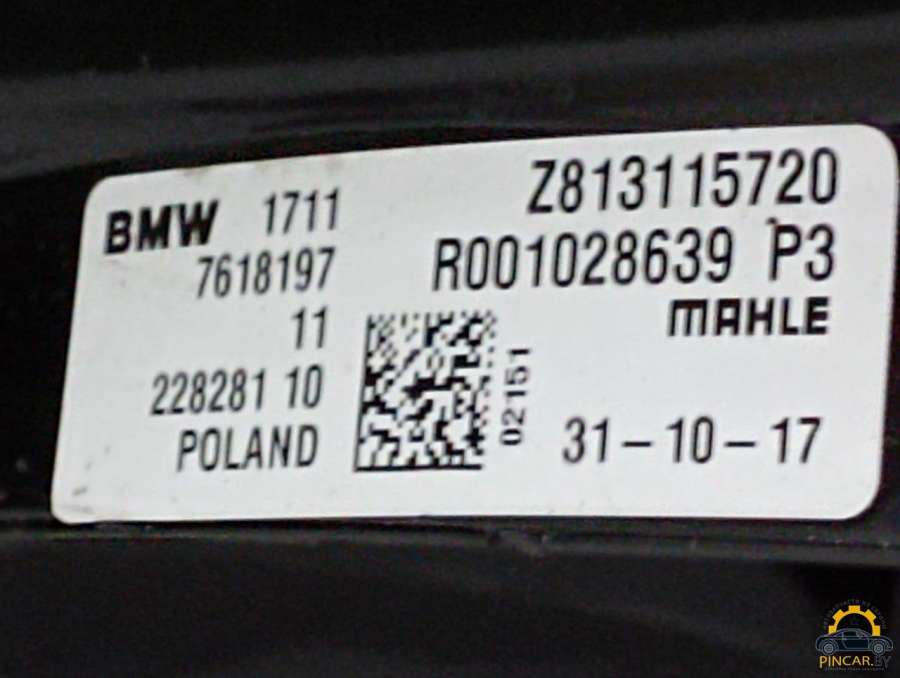 BMW 1711
7618197
11
228281 10
POLAND
Z813115720
R001028639 P3
MAHLE
02151
31-10-17
PINCAR.BY